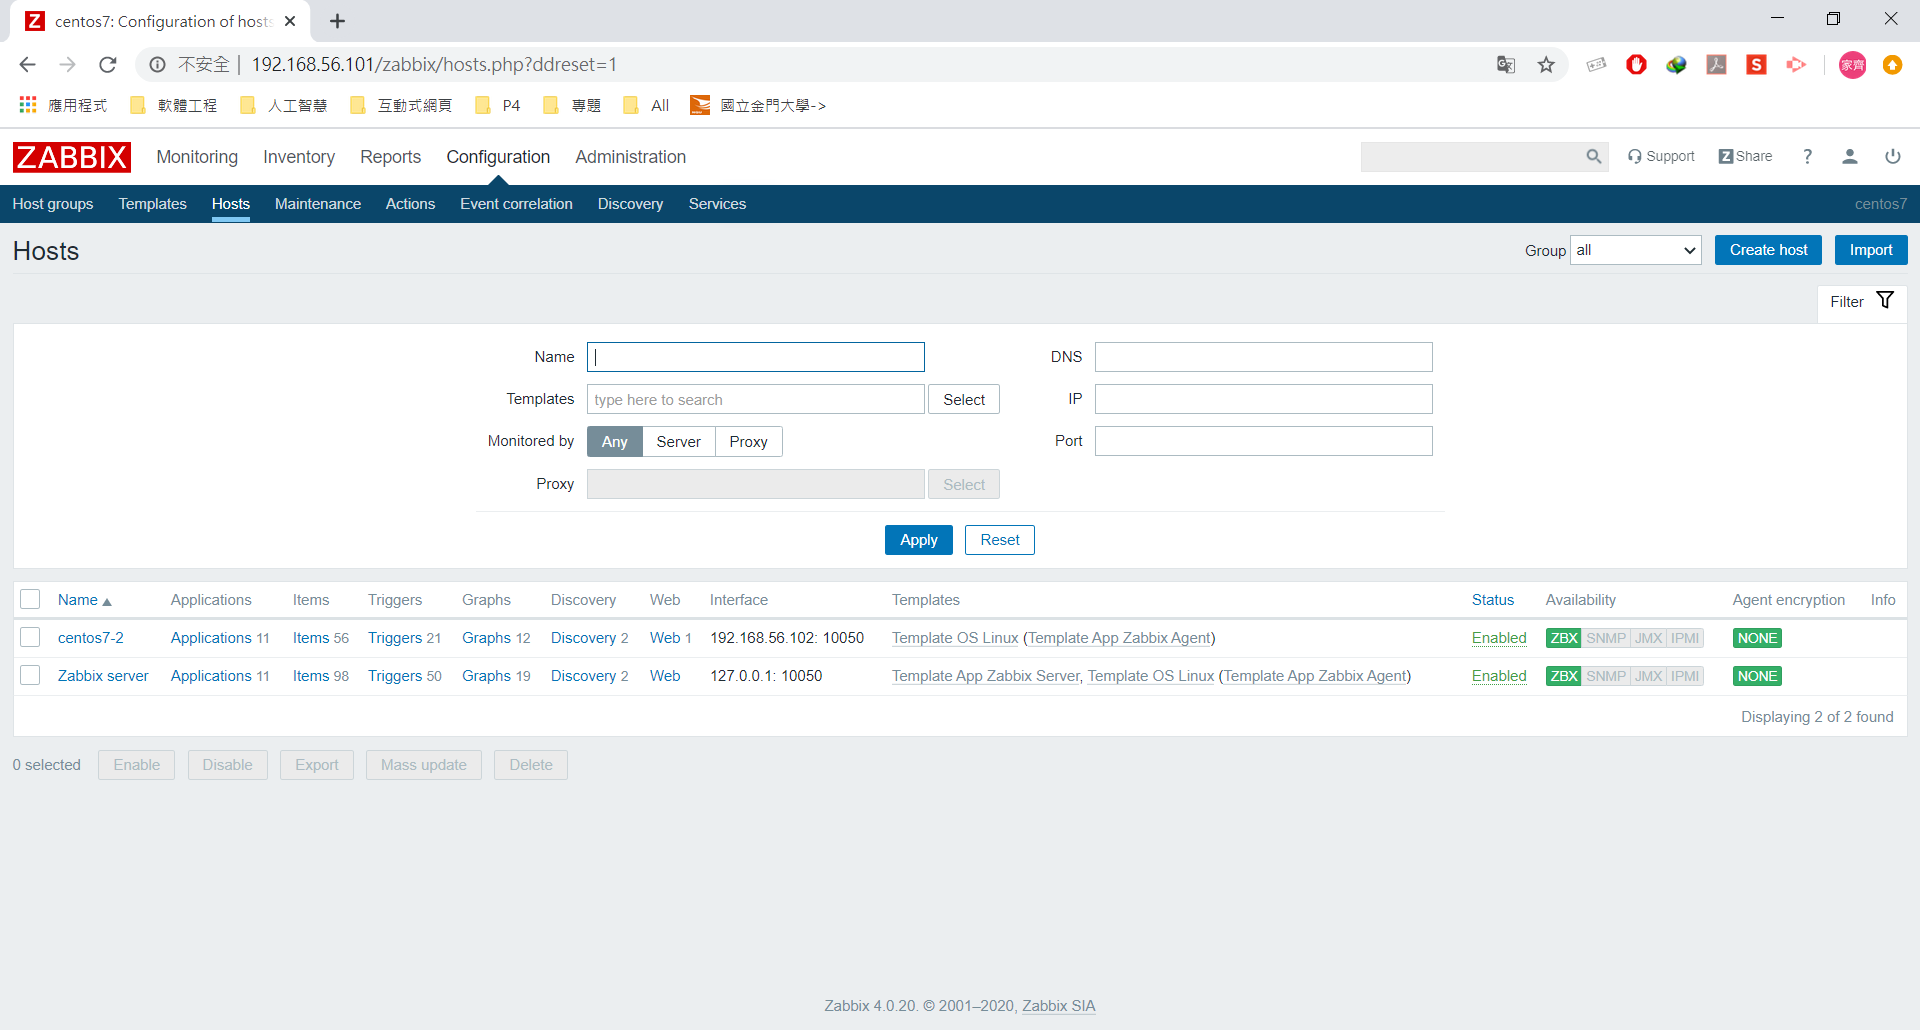 centos7: Configuration of hosts
不安全 | 192.168.56.101/zabbix/hosts.php?ddreset=1
家齊
應用程式 軟體工程 人工智慧 互動式網頁 P4 專題 All 國立金門大學->
ZABBIX Monitoring Inventory Reports Configuration Administration Support Z Share ?
Host groups Templates Hosts Maintenance Actions Event correlation Discovery Services centos7
Hosts Group all Create host Import
Filter
Name DNS
Templates type here to search Select IP
Monitored by Any Server Proxy Port
Proxy Select
Apply Reset
Name Applications Items Triggers Graphs Discovery Web Interface Templates Status Availability Agent encryption Info
centos7-2 Applications 11 Items 56 Triggers 21 Graphs 12 Discovery 2 Web 1 192.168.56.102: 10050 Template OS Linux (Template App Zabbix Agent) Enabled ZBX SNMP JMX IPMI NONE
Zabbix server Applications 11 Items 98 Triggers 50 Graphs 19 Discovery 2 Web 127.0.0.1: 10050 Template App Zabbix Server, Template OS Linux (Template App Zabbix Agent) Enabled ZBX SNMP JMX IPMI NONE
Displaying 2 of 2 found
0 selected Enable Disable Export Mass update Delete
Zabbix 4.0.20. © 2001–2020, Zabbix SIA